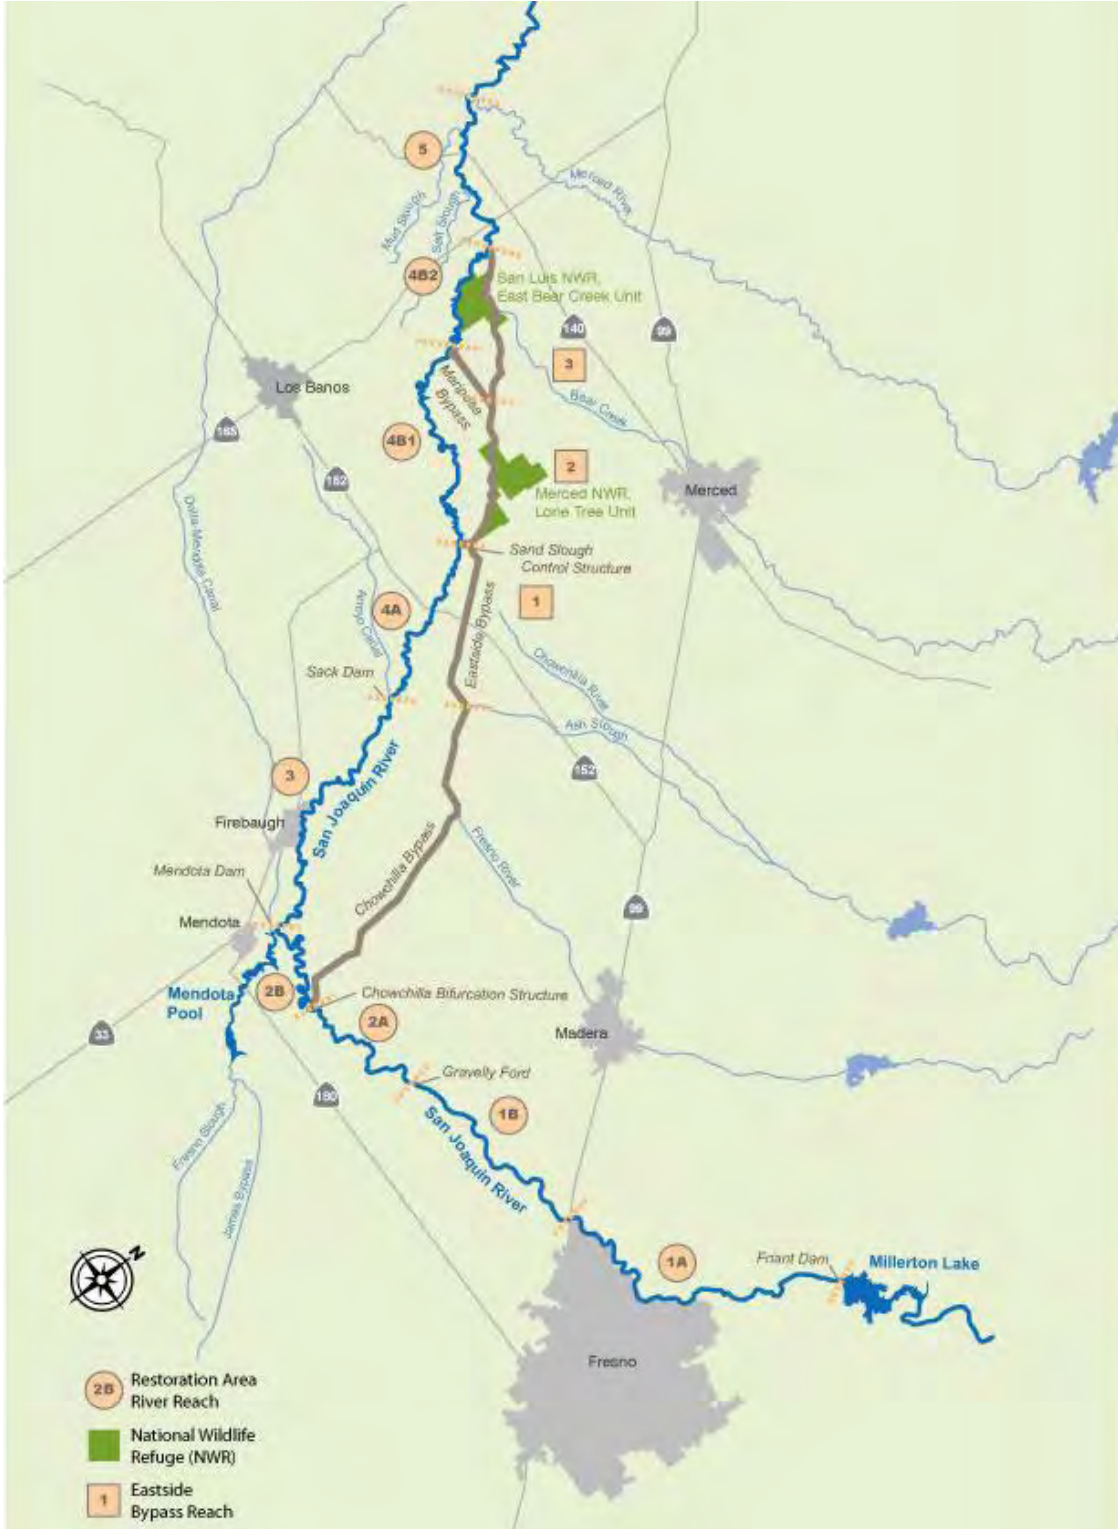 5
Merced River
Mud Slough
Salt Slough
4B2
San Luis NWR,
East Bear Creek Unit
140
99
3
Mariposa
Bypass
Bear Creek
Los Banos
165
4B1
152
2
Merced
Merced NWR,
Lone Tree Unit
Delta-Mendota Canal
Sand Slough
Control Structure
1
4A
Arroyo Canal
Eastside Bypass
Chowchilla River
Sack Dam
Ash Slough
3
San Joaquin River
152
Firebaugh
Chowchilla Bypass
Fresno River
Mendota Dam
99
Mendota
2B
Mendota
Pool
Chowchilla Bifurcation Structure
2A
33
Madera
Gravelly Ford
180
1B
Fresno Slough
San Joaquin River
James Bypass
N
1A
Friant Dam
Millerton Lake
Fresno
2B
Restoration Area
River Reach
National Wildlife
Refuge (NWR)
1
Eastside
Bypass Reach